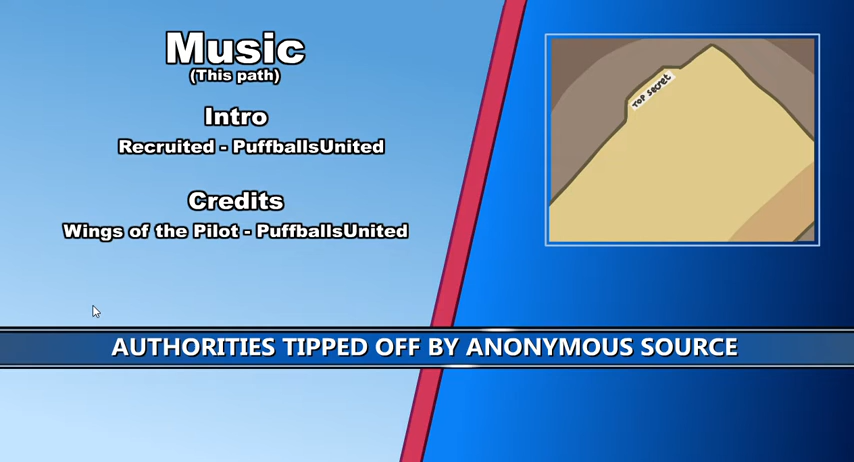 Music
(This path)
Intro
Recruited - PuffballsUnited
Credits
Wings of the Pilot - PuffballsUnited
TOP SECRET
AUTHORITIES TIPPED OFF BY ANONYMOUS SOURCE